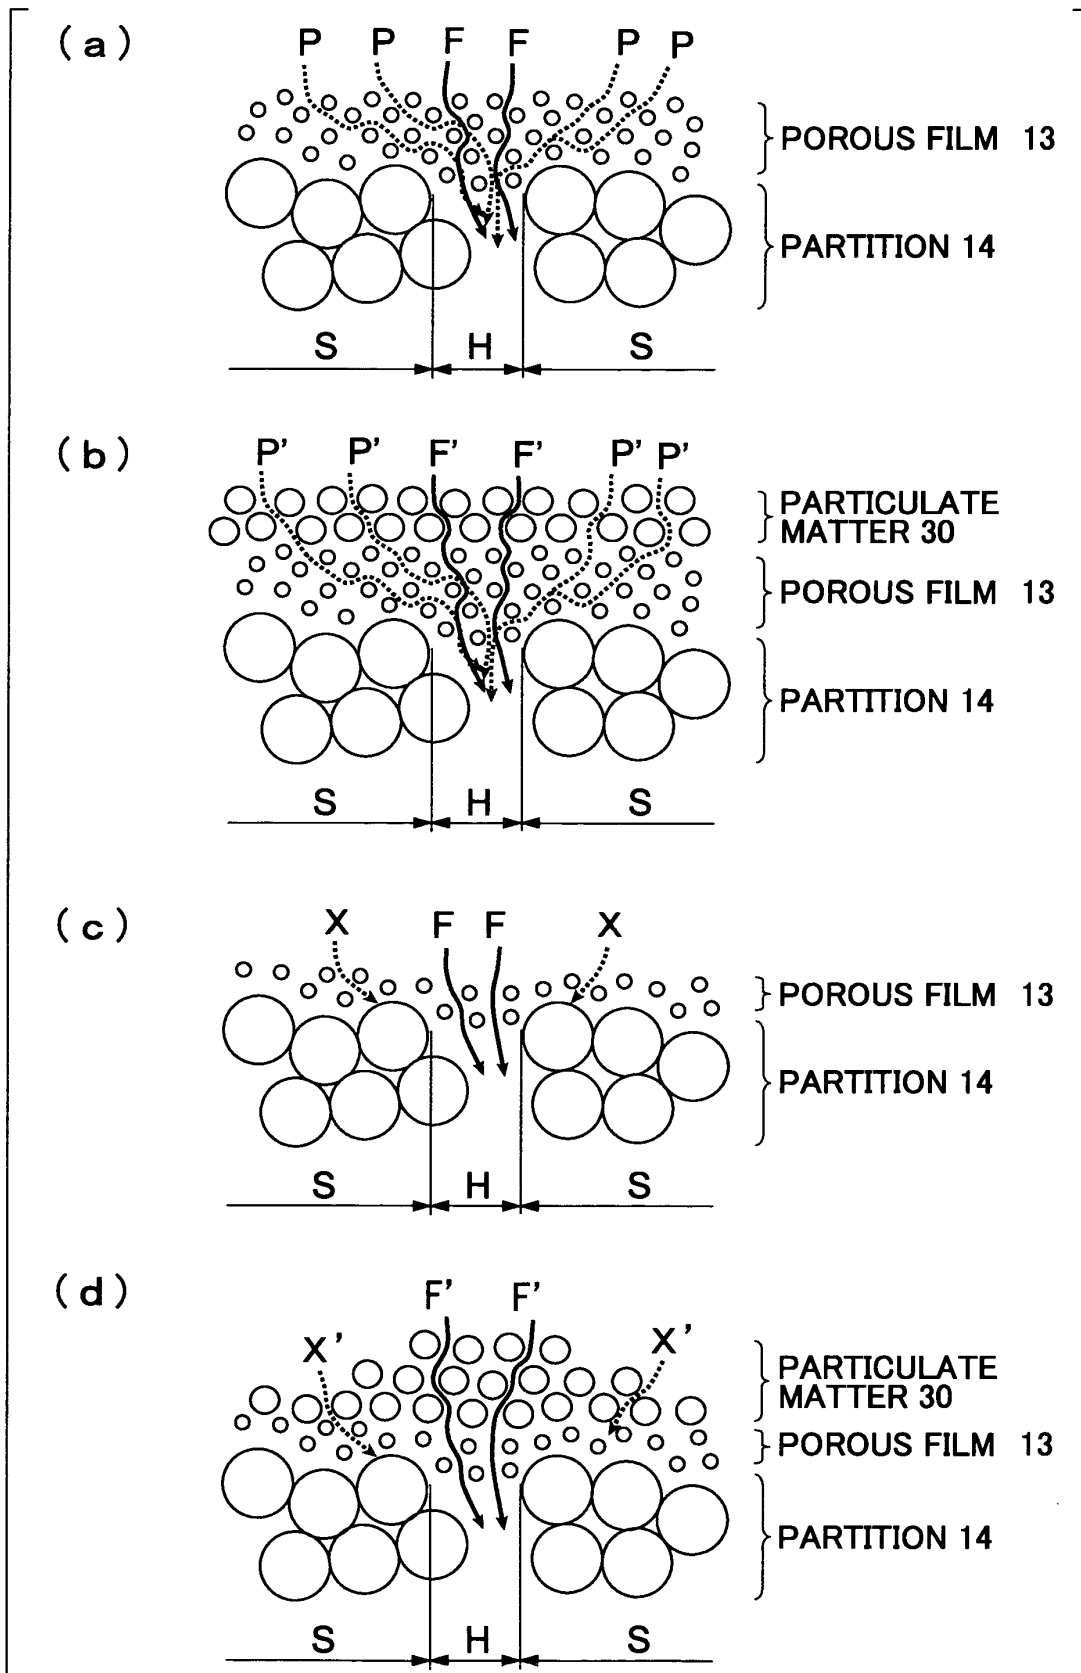 (a)
P P F F P P
POROUS FILM 13
PARTITION 14
S H S
(b)
P' P' F' F' P' P'
PARTICULATE
MATTER 30
POROUS FILM 13
PARTITION 14
S H S
(c)
X F F X
POROUS FILM 13
PARTITION 14
S H S
(d)
F' F'
X' X'
PARTICULATE
MATTER 30
POROUS FILM 13
PARTITION 14
S H S